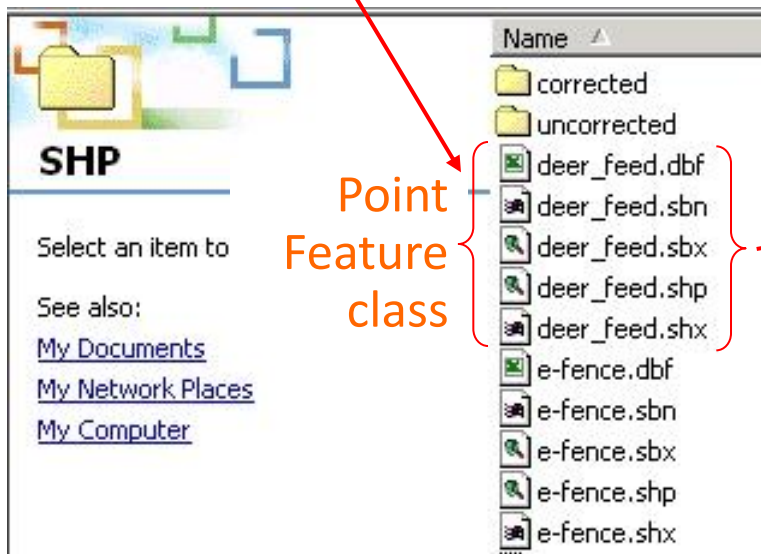 SHP
Select an item to
See also:
My Documents
My Network Places
My Computer
Point
Feature
class
Name
corrected
uncorrected
deer_feed.dbf
deer_feed.sbn
deer_feed.sbx
deer_feed.shp
deer_feed.shx
e-fence.dbf
e-fence.sbn
e-fence.sbx
e-fence.shp
e-fence.shx